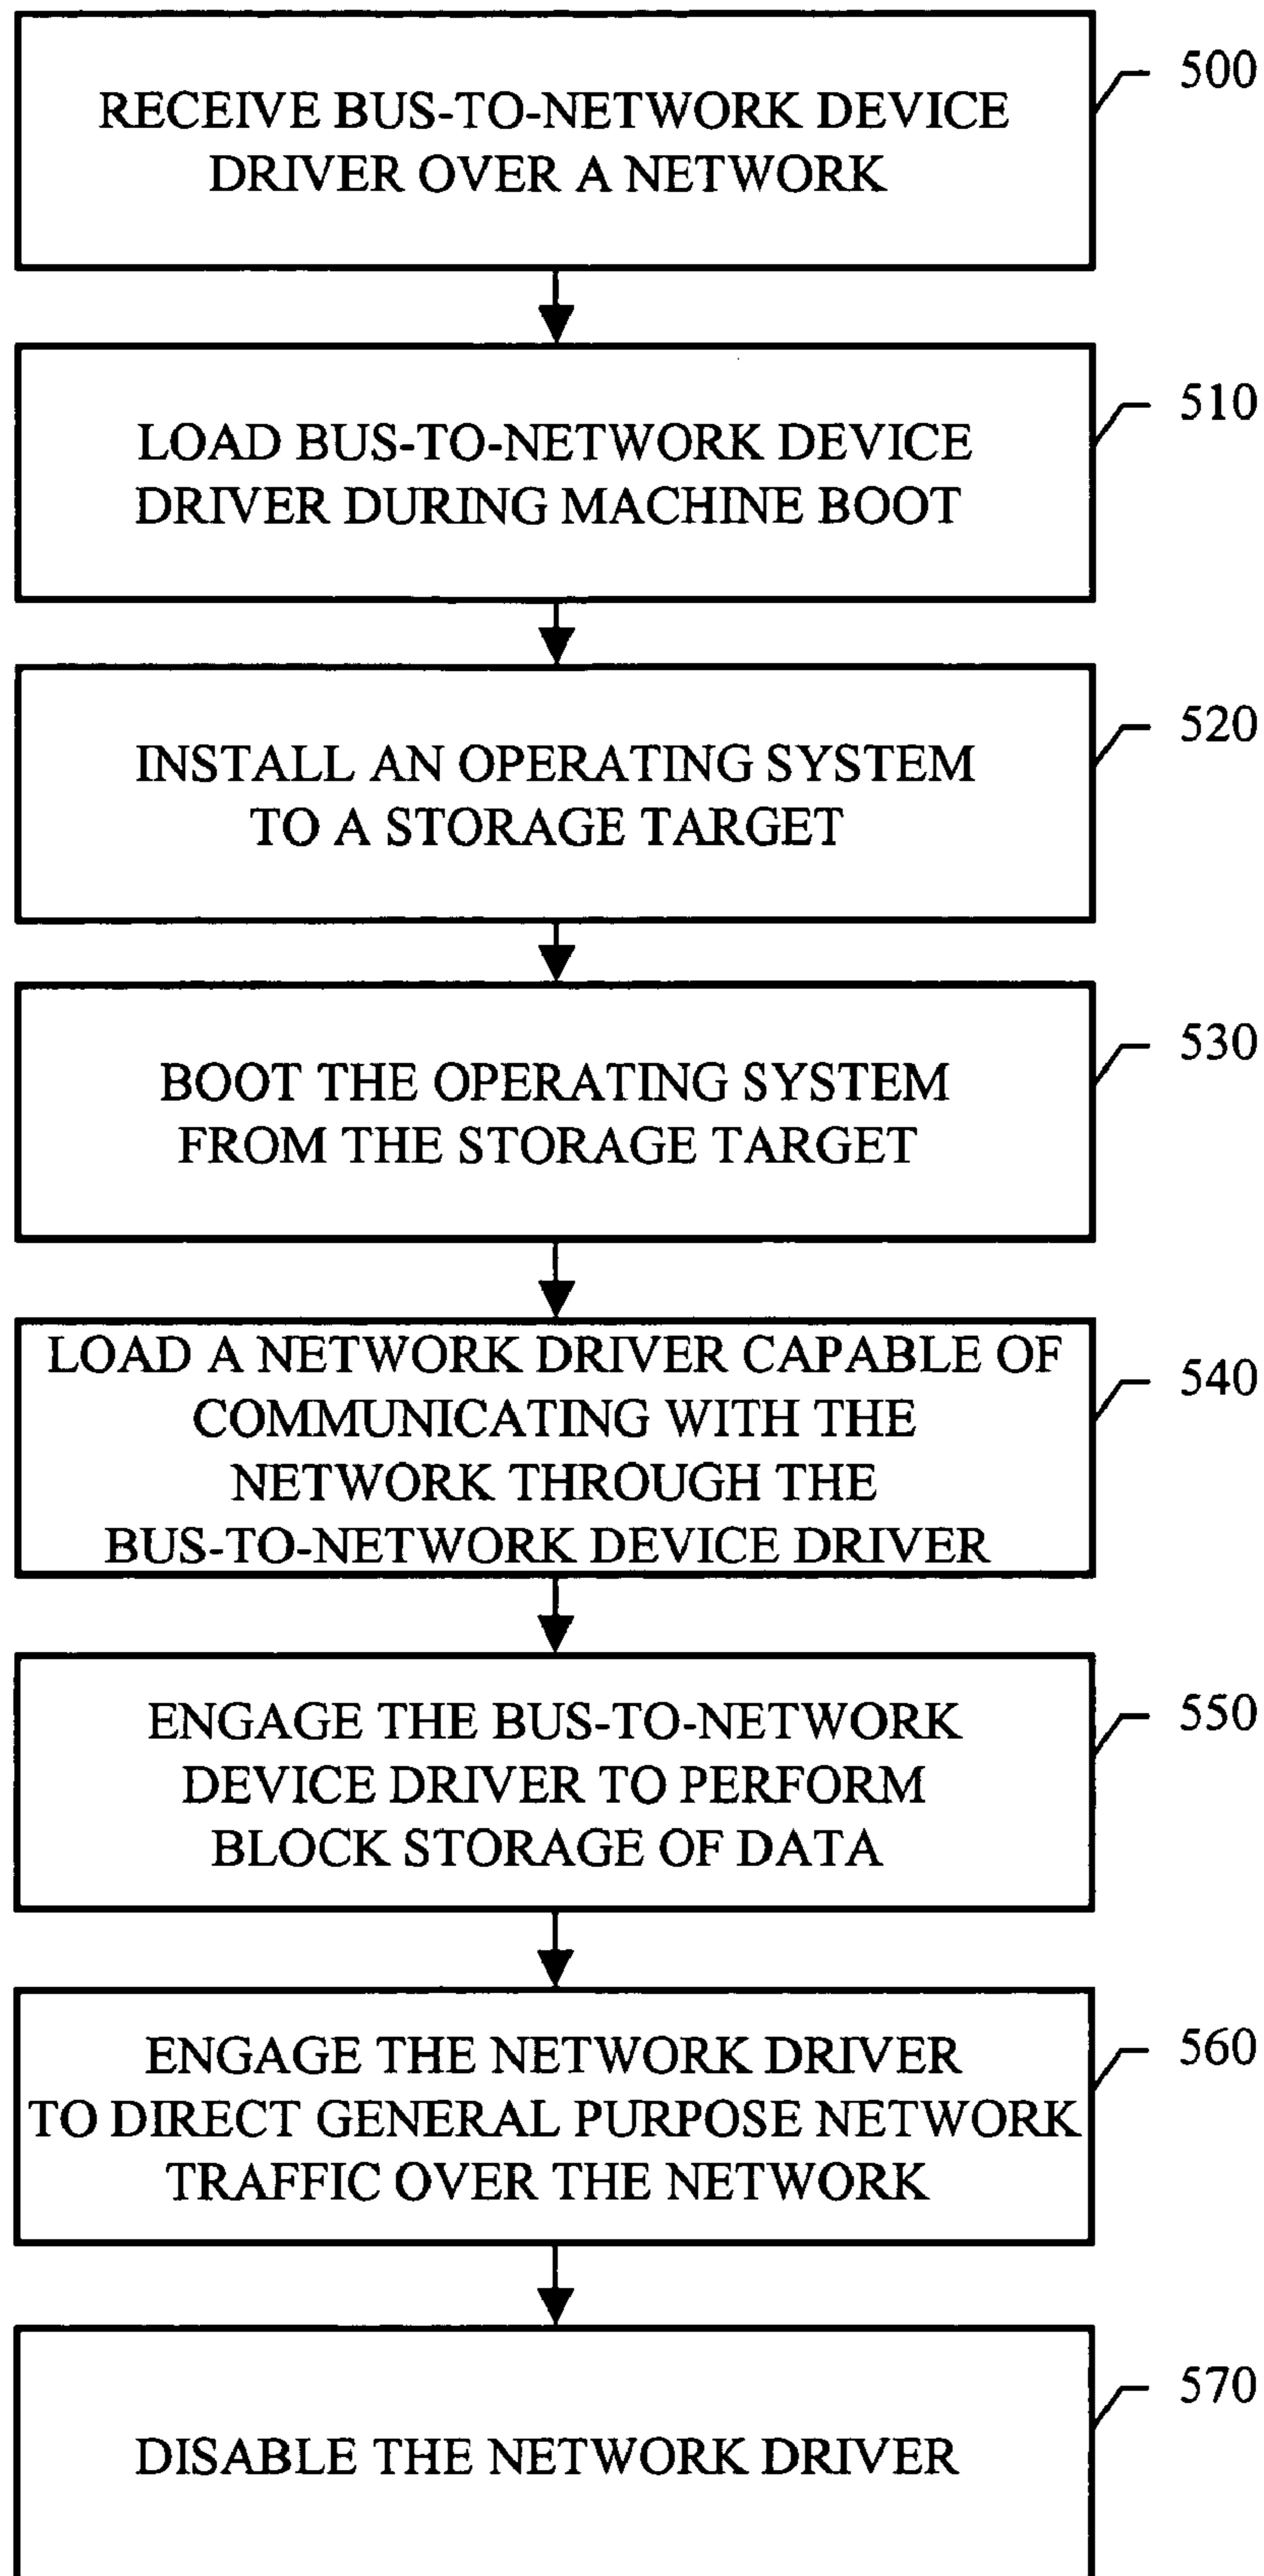 RECEIVE BUS-TO-NETWORK DEVICE
DRIVER OVER A NETWORK
500
LOAD BUS-TO-NETWORK DEVICE
DRIVER DURING MACHINE BOOT
510
INSTALL AN OPERATING SYSTEM
TO A STORAGE TARGET
520
BOOT THE OPERATING SYSTEM
FROM THE STORAGE TARGET
530
LOAD A NETWORK DRIVER CAPABLE OF
COMMUNICATING WITH THE
NETWORK THROUGH THE
BUS-TO-NETWORK DEVICE DRIVER
540
ENGAGE THE BUS-TO-NETWORK
DEVICE DRIVER TO PERFORM
BLOCK STORAGE OF DATA
550
ENGAGE THE NETWORK DRIVER
TO DIRECT GENERAL PURPOSE NETWORK
TRAFFIC OVER THE NETWORK
560
DISABLE THE NETWORK DRIVER
570